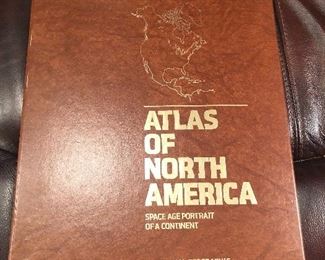 ATLAS
OF
NORTH
AMERICA
SPACE AGE PORTRAIT
OF A CONTINENT